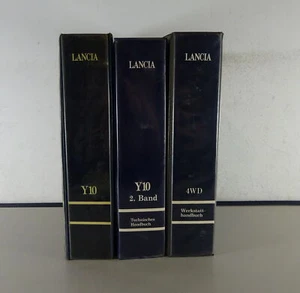 LANCIA
Y10
LANCIA
Y10
2. Band
Technisches
Handbuch
LANCIA
4WD
Werkstatt-
handbuch